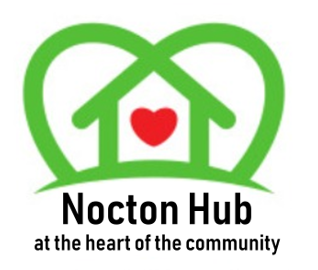 Nocton Hub
at the heart of the community